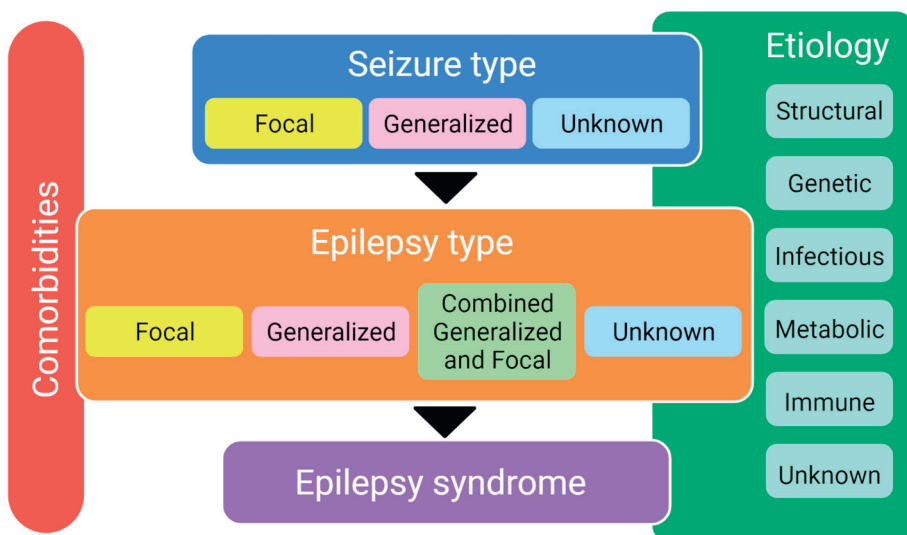 Comorbidities
Seizure type
Focal
Generalized
Unknown
Epilepsy type
Focal
Generalized
Combined
Generalized
and Focal
Unknown
Epilepsy syndrome
Etiology
Structural
Genetic
Infectious
Metabolic
Immune
Unknown